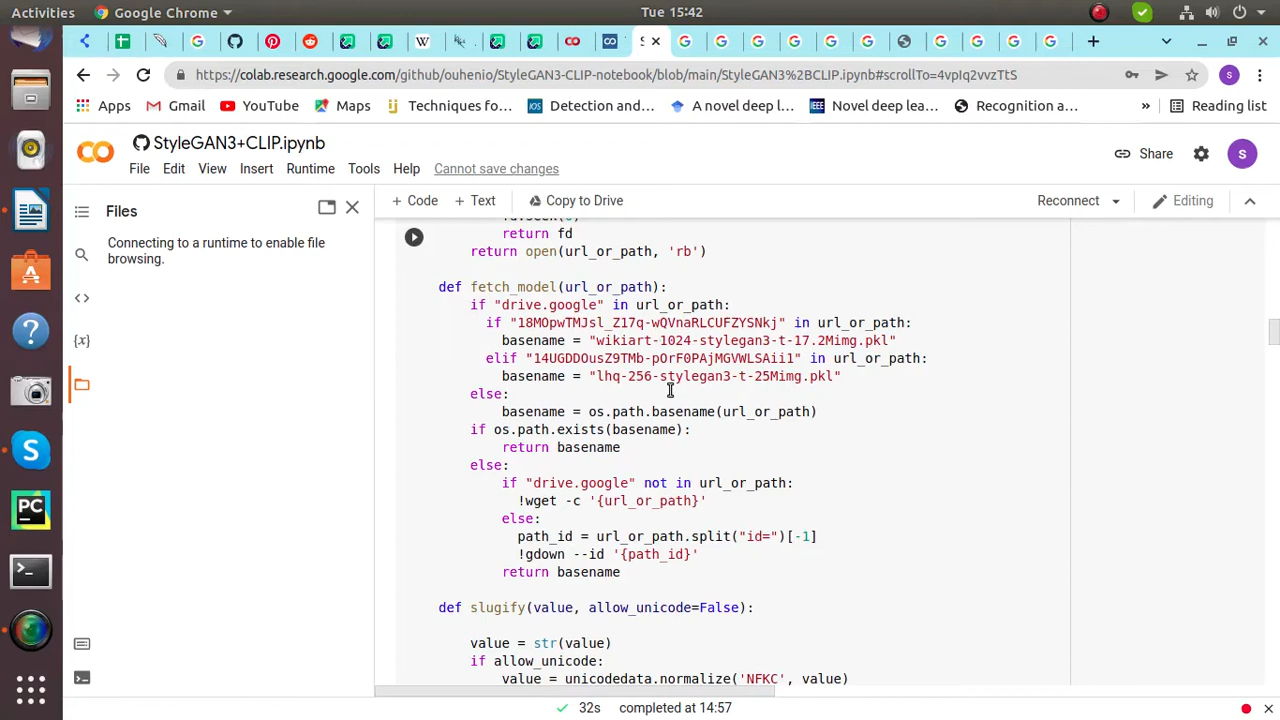 Activities
Google Chrome
Tue 15:42
S
https://colab.research.google.com/github/ouhenio/StyleGAN3-CLIP-notebook/blob/main/StyleGAN3%2BCLIP.ipynb#scrollTo=4vpIq2vvzTtS
s
Apps
Gmail
YouTube
Maps
Techniques fo...
Detection and...
A novel deep l...
Novel deep lea...
Recognition a...
»
Reading list
StyleGAN3+CLIP.ipynb
Share
S
File
Edit
View
Insert
Runtime
Tools
Help
Cannot save changes
Files
+ Code
+ Text
Copy to Drive
Reconnect
Editing
Connecting to a runtime to enable file
browsing.
return fd
return open(url_or_path, 'rb')
def fetch_model(url_or_path):
if "drive.google" in url_or_path:
if "18MOpwTMJsl_Z17q-wQVnaRLCUFZYSNkj" in url_or_path:
basename = "wikiart-1024-stylegan3-t-17.2Mimg.pkl"
elif "14UGDDOusZ9TMb-pOrF0PAjMGVWLSAii1" in url_or_path:
basename = "lhq-256-stylegan3-t-25Mimg.pkl"
else:
basename = os.path.basename(url_or_path)
if os.path.exists(basename):
return basename
else:
if "drive.google" not in url_or_path:
!wget -c '{url_or_path}'
else:
path_id = url_or_path.split("id=")[-1]
!gdown --id '{path_id}'
return basename
def slugify(value, allow_unicode=False):
value = str(value)
if allow_unicode:
value = unicodedata.normalize('NFKC', value)
32s
completed at 14:57